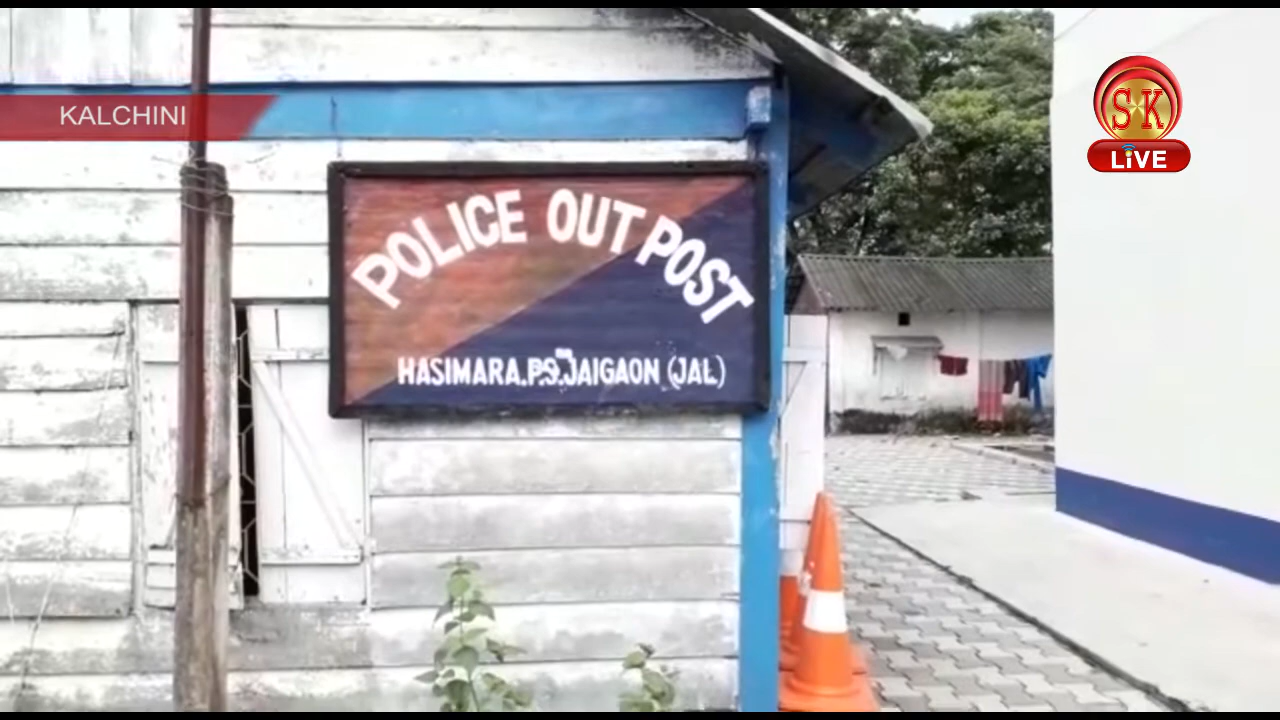 KALCHINI
SK
LiVE
POLICE OUT POST
HASIMARA.P.S.JAIGAON (JAL)